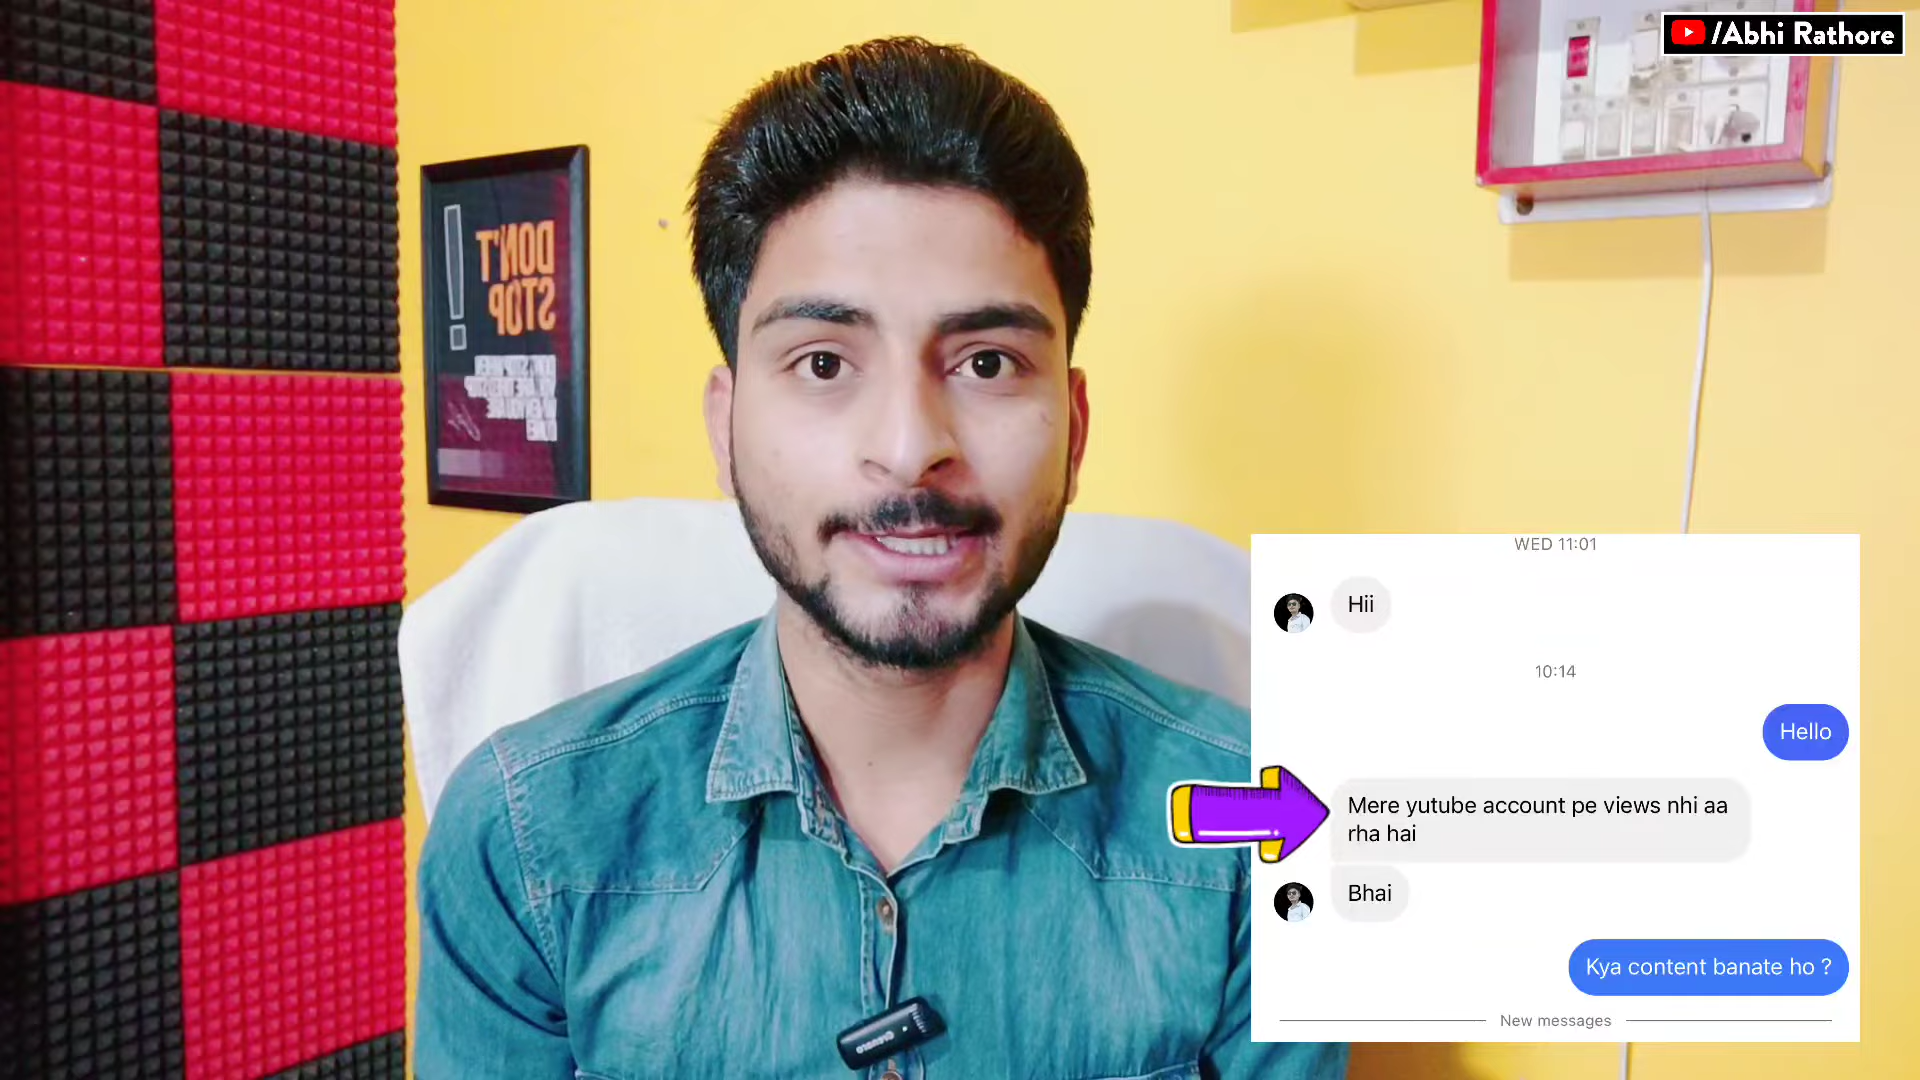 /Abhi Rathore
DON'T
STOP
WED 11:01
Hii
10:14
Hello
Mere yutube account pe views nhi aa
rha hai
Bhai
Kya content banate ho ?
New messages